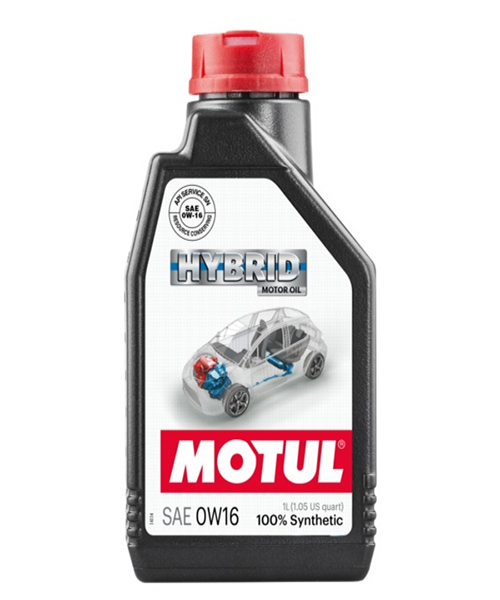 API SERVICE SN
SAE
0W-16
RESOURCE CONSERVING
HYBRID
MOTOR OIL
MOTUL®
1L (1.05 US quart)
SAE 0W16
100% Synthetic